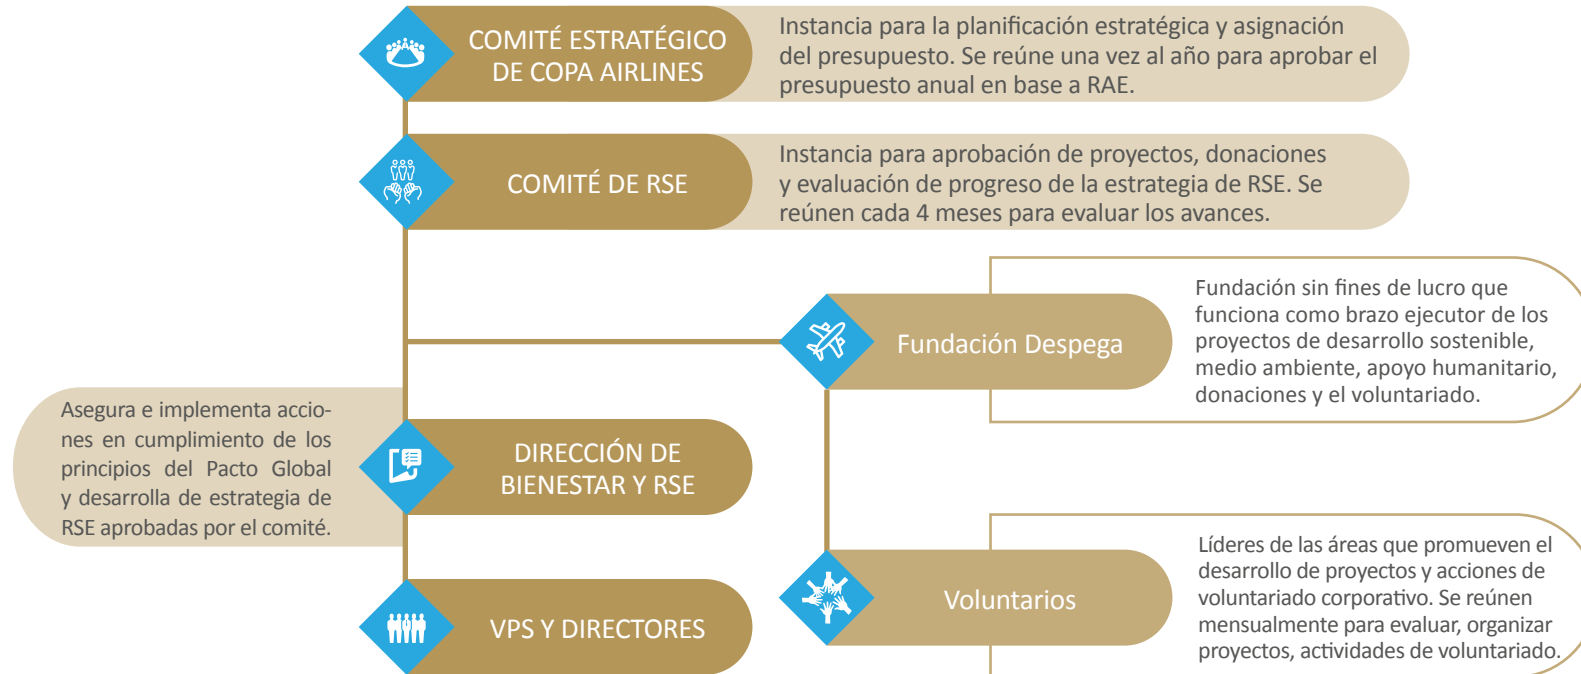 COMITÉ ESTRATÉGICO
DE COPA AIRLINES
Instancia para la planificación estratégica y asignación
del presupuesto. Se reúne una vez al año para aprobar el
presupuesto anual en base a RAE.
COMITÉ DE RSE
Instancia para aprobación de proyectos, donaciones
y evaluación de progreso de la estrategia de RSE. Se
reúnen cada 4 meses para evaluar los avances.
Fundación Despega
Fundación sin fines de lucro que
funciona como brazo ejecutor de los
proyectos de desarrollo sostenible,
medio ambiente, apoyo humanitario,
donaciones y el voluntariado.
Asegura e implementa accio-
nes en cumplimiento de los
principios del Pacto Global
y desarrolla de estrategia de
RSE aprobadas por el comité.
DIRECCIÓN DE
BIENESTAR Y RSE
VPS Y DIRECTORES
Voluntarios
Líderes de las áreas que promueven el
desarrollo de proyectos y acciones de
voluntariado corporativo. Se reúnen
mensualmente para evaluar, organizar
proyectos, actividades de voluntariado.